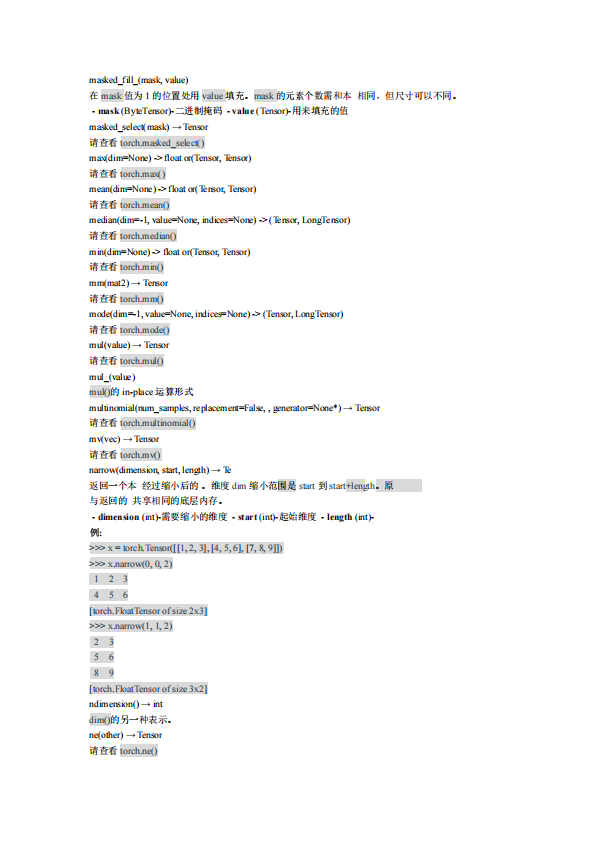 masked_fill_(mask, value)
在 mask 值为 1 的位置处用 value 填充。mask 的元素个数需和本 相同，但尺寸可以不同。
- mask (ByteTensor)-二进制掩码 - value (Tensor)-用来填充的值
masked_select(mask) → Tensor
请查看 torch.masked_select()
max(dim=None) -> float or(Tensor, Tensor)
请查看 torch.max()
mean(dim=None) -> float or(Tensor, Tensor)
请查看 torch.mean()
median(dim=-1, value=None, indices=None) -> (Tensor, LongTensor)
请查看 torch.median()
min(dim=None) -> float or(Tensor, Tensor)
请查看 torch.min()
mm(mat2) → Tensor
请查看 torch.mm()
mode(dim=-1, value=None, indices=None) -> (Tensor, LongTensor)
请查看 torch.mode()
mul(value) → Tensor
请查看 torch.mul()
mul_(value)
mul()的 in-place 运算形式
multinomial(num_samples, replacement=False, , generator=None*) → Tensor
请查看 torch.multinomial()
mv(vec) → Tensor
请查看 torch.mv()
narrow(dimension, start, length) → Te
返回一个本 经过缩小后的 。维度 dim 缩小范围是 start 到 start+length。原
与返回的 共享相同的底层内存。
- dimension (int)-需要缩小的维度 - start (int)-起始维度 - length (int)-
例:
>>> x = torch.Tensor([[1, 2, 3], [4, 5, 6], [7, 8, 9]])
>>> x.narrow(0, 0, 2)
1 2 3
4 5 6
[torch.FloatTensor of size 2x3]
>>> x.narrow(1, 1, 2)
2 3
5 6
8 9
[torch.FloatTensor of size 3x2]
ndimension() → int
dim()的另一种表示。
ne(other) → Tensor
请查看 torch.ne()